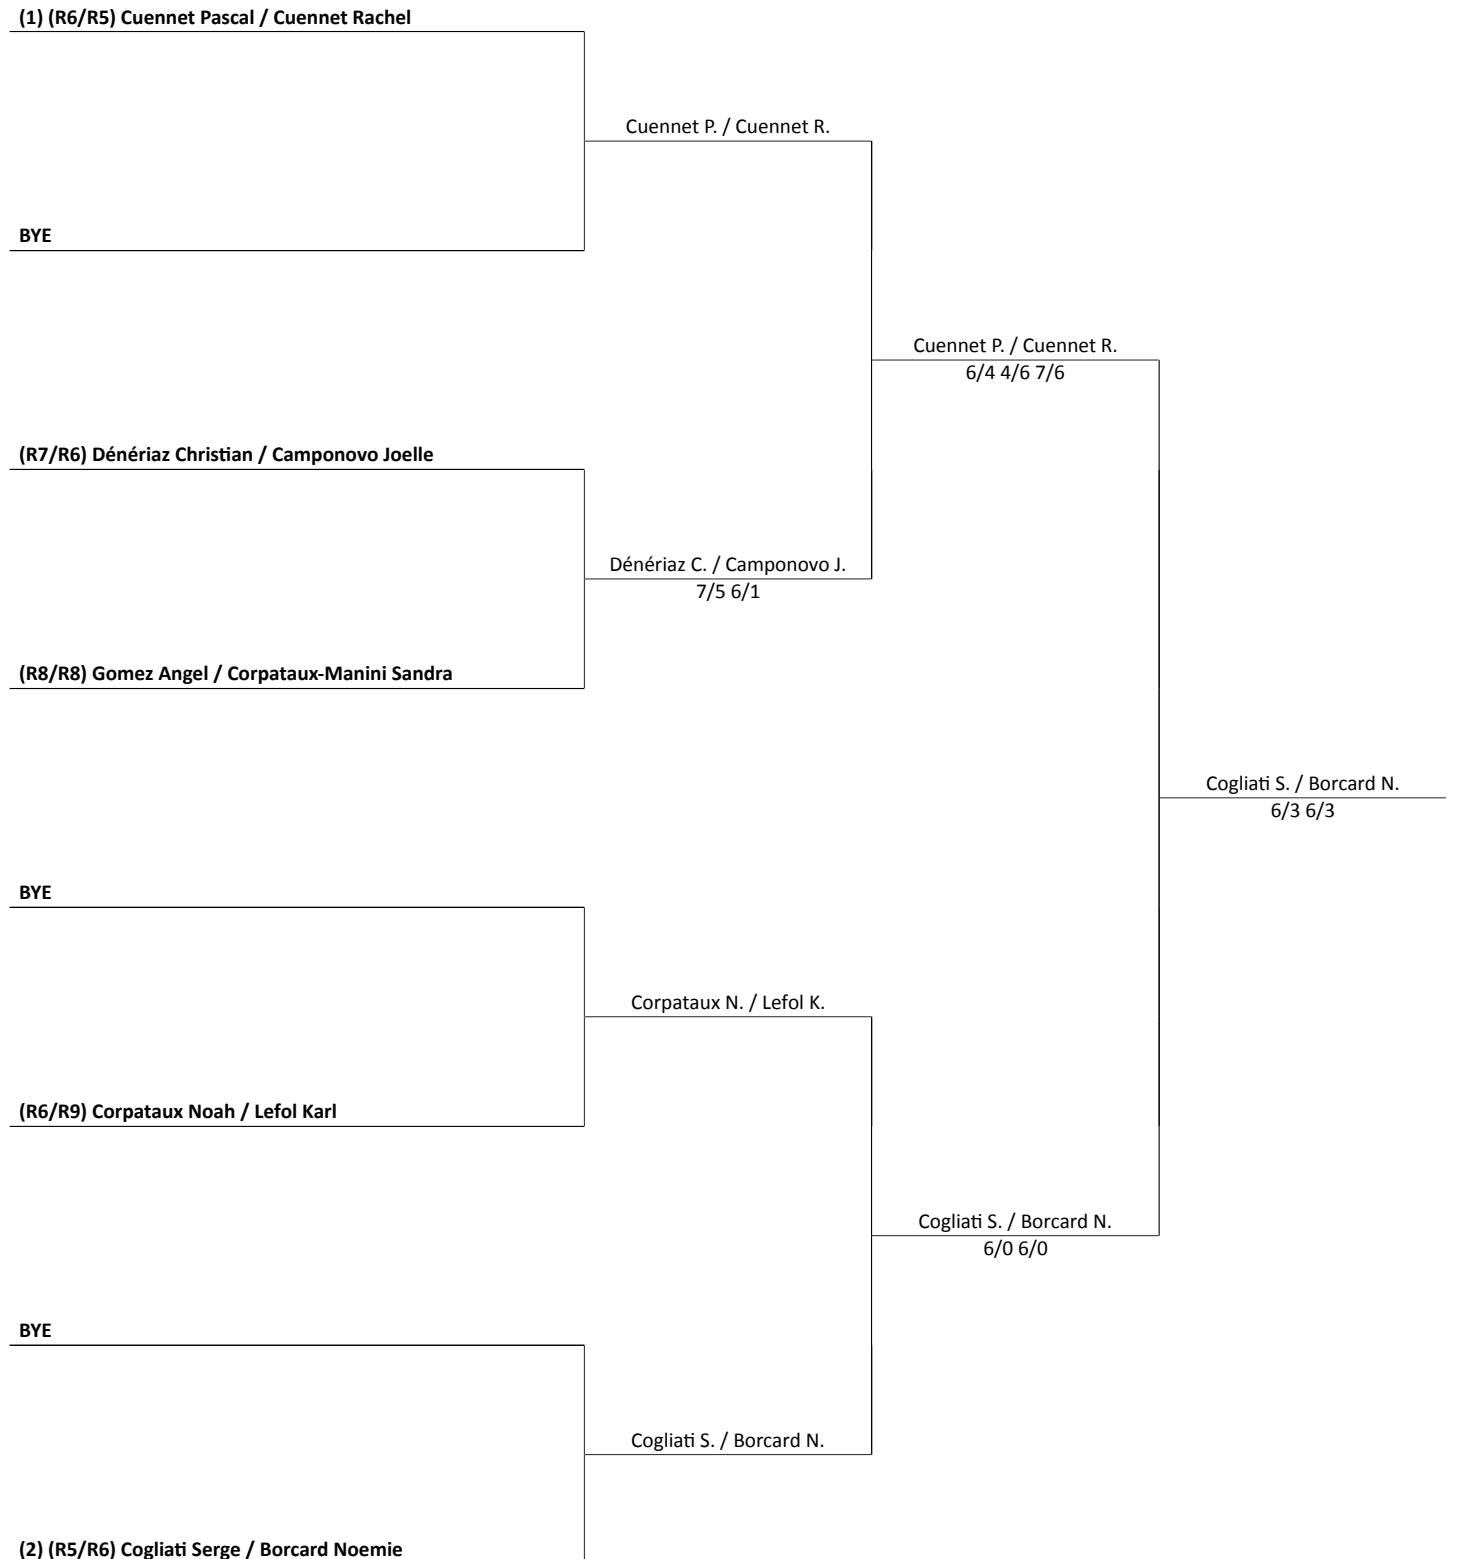 (1) (R6/R5) Cuennet Pascal / Cuennet Rachel
Cuennet P. / Cuennet R.
BYE
Cuennet P. / Cuennet R.
6/4 4/6 7/6
(R7/R6) Dénériaz Christian / Camponovo Joelle
Dénériaz C. / Camponovo J.
7/5 6/1
(R8/R8) Gomez Angel / Corpataux-Manini Sandra
Cogliati S. / Borcard N.
6/3 6/3
BYE
Corpataux N. / Lefol K.
(R6/R9) Corpataux Noah / Lefol Karl
Cogliati S. / Borcard N.
6/0 6/0
BYE
Cogliati S. / Borcard N.
(2) (R5/R6) Cogliati Serge / Borcard Noemie